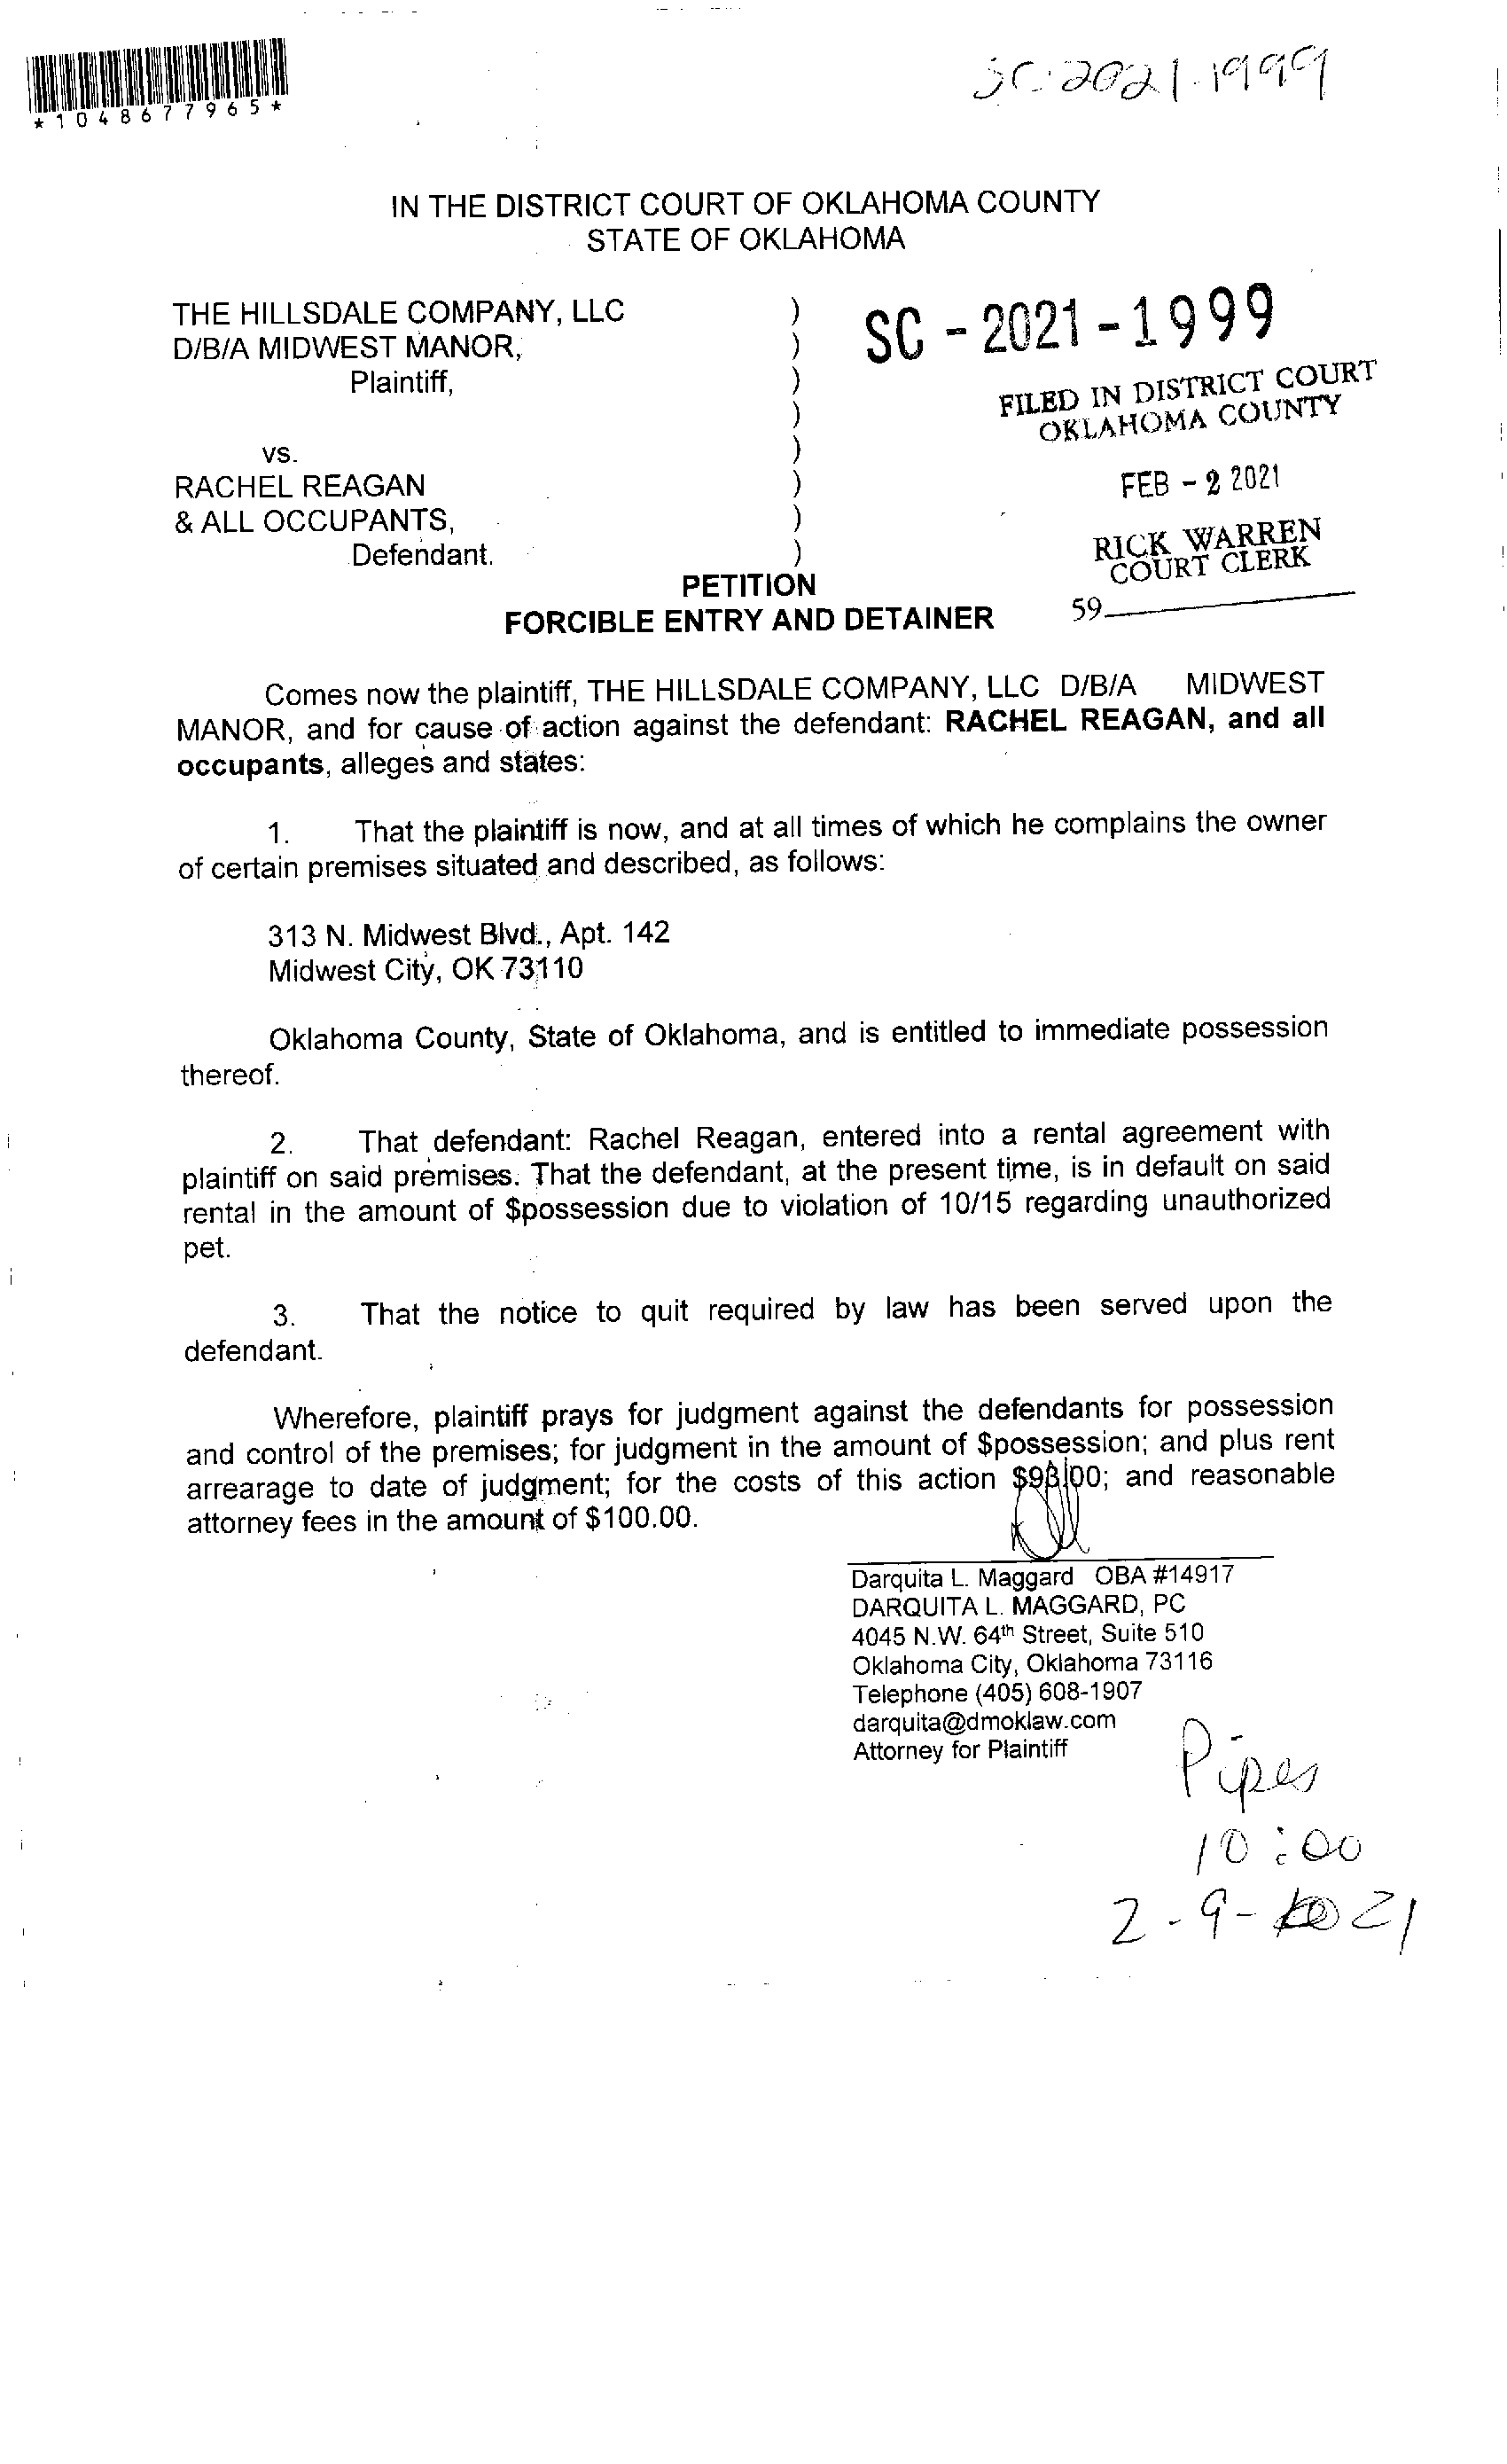 *1048677965*
SC-2021-1999
IN THE DISTRICT COURT OF OKLAHOMA COUNTY
STATE OF OKLAHOMA
THE HILLSDALE COMPANY, LLC )
D/B/A MIDWEST MANOR, )
Plaintiff, )
)
vs. )
RACHEL REAGAN )
& ALL OCCUPANTS, )
Defendant. )
SC - 2021 - 1999
FILED IN DISTRICT COURT
OKLAHOMA COUNTY
FEB - 2 2021
RICK WARREN
COURT CLERK
59
PETITION
FORCIBLE ENTRY AND DETAINER
Comes now the plaintiff, THE HILLSDALE COMPANY, LLC D/B/A MIDWEST
MANOR, and for cause of action against the defendant: RACHEL REAGAN, and all
occupants, alleges and states:
1. That the plaintiff is now, and at all times of which he complains the owner
of certain premises situated and described, as follows:
313 N. Midwest Blvd., Apt. 142
Midwest City, OK 73110
Oklahoma County, State of Oklahoma, and is entitled to immediate possession
thereof.
2. That defendant: Rachel Reagan, entered into a rental agreement with
plaintiff on said premises. That the defendant, at the present time, is in default on said
rental in the amount of $possession due to violation of 10/15 regarding unauthorized
pet.
3. That the notice to quit required by law has been served upon the
defendant.
Wherefore, plaintiff prays for judgment against the defendants for possession
and control of the premises; for judgment in the amount of $possession; and plus rent
arrearage to date of judgment; for the costs of this action and reasonable
attorney fees in the amount of $100.00.
Darquita L. Maggard OBA #14917
DARQUITA L. MAGGARD, PC
4045 N.W. 64th Street, Suite 510
Oklahoma City, Oklahoma 73116
Telephone (405) 608-1907
darquita@dmoklaw.com
Attorney for Plaintiff
Pipes
10:00
2-9-21